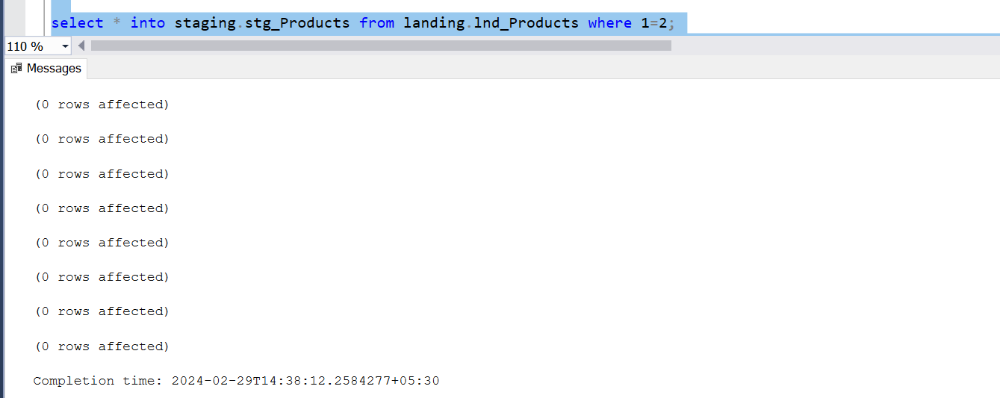 select * into staging.stg_Products from landing.lnd_Products where 1=2;
110 %
Messages
(0 rows affected)
(0 rows affected)
(0 rows affected)
(0 rows affected)
(0 rows affected)
(0 rows affected)
(0 rows affected)
(0 rows affected)
Completion time: 2024-02-29T14:38:12.2584277+05:30